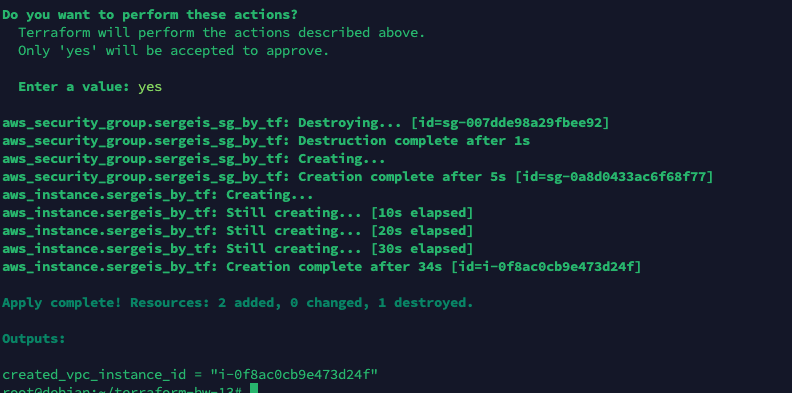 Do you want to perform these actions?
Terraform will perform the actions described above.
Only 'yes' will be accepted to approve.
Enter a value: yes
aws_security_group.sergeis_sg_by_tf: Destroying... [id=sg-007dde98a29fbee92]
aws_security_group.sergeis_sg_by_tf: Destruction complete after 1s
aws_security_group.sergeis_sg_by_tf: Creating...
aws_security_group.sergeis_sg_by_tf: Creation complete after 5s [id=sg-0a8d0433ac6f68f77]
aws_instance.sergeis_by_tf: Creating...
aws_instance.sergeis_by_tf: Still creating... [10s elapsed]
aws_instance.sergeis_by_tf: Still creating... [20s elapsed]
aws_instance.sergeis_by_tf: Still creating... [30s elapsed]
aws_instance.sergeis_by_tf: Creation complete after 34s [id=i-0f8ac0cb9e473d24f]
Apply complete! Resources: 2 added, 0 changed, 1 destroyed.
Outputs:
created_vpc_instance_id = "i-0f8ac0cb9e473d24f"
root@debian:~/terraform-hw-13#